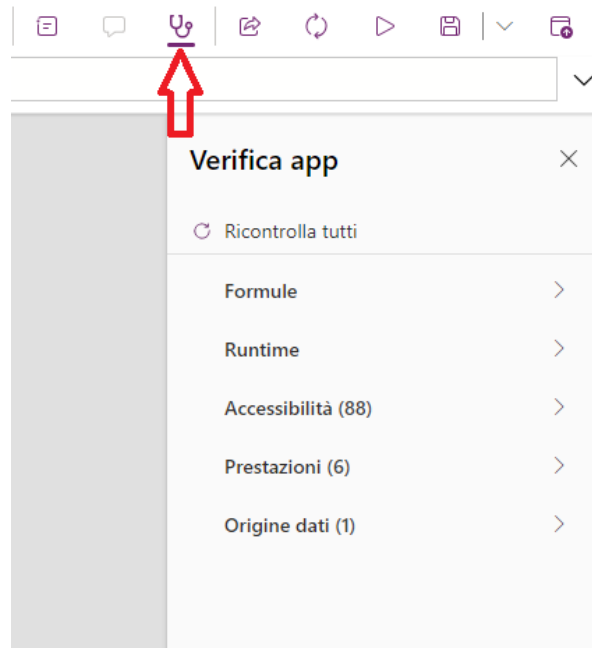 Verifica app
Ricontrolla tutti
Formule
Runtime
Accessibilità (88)
Prestazioni (6)
Origine dati (1)